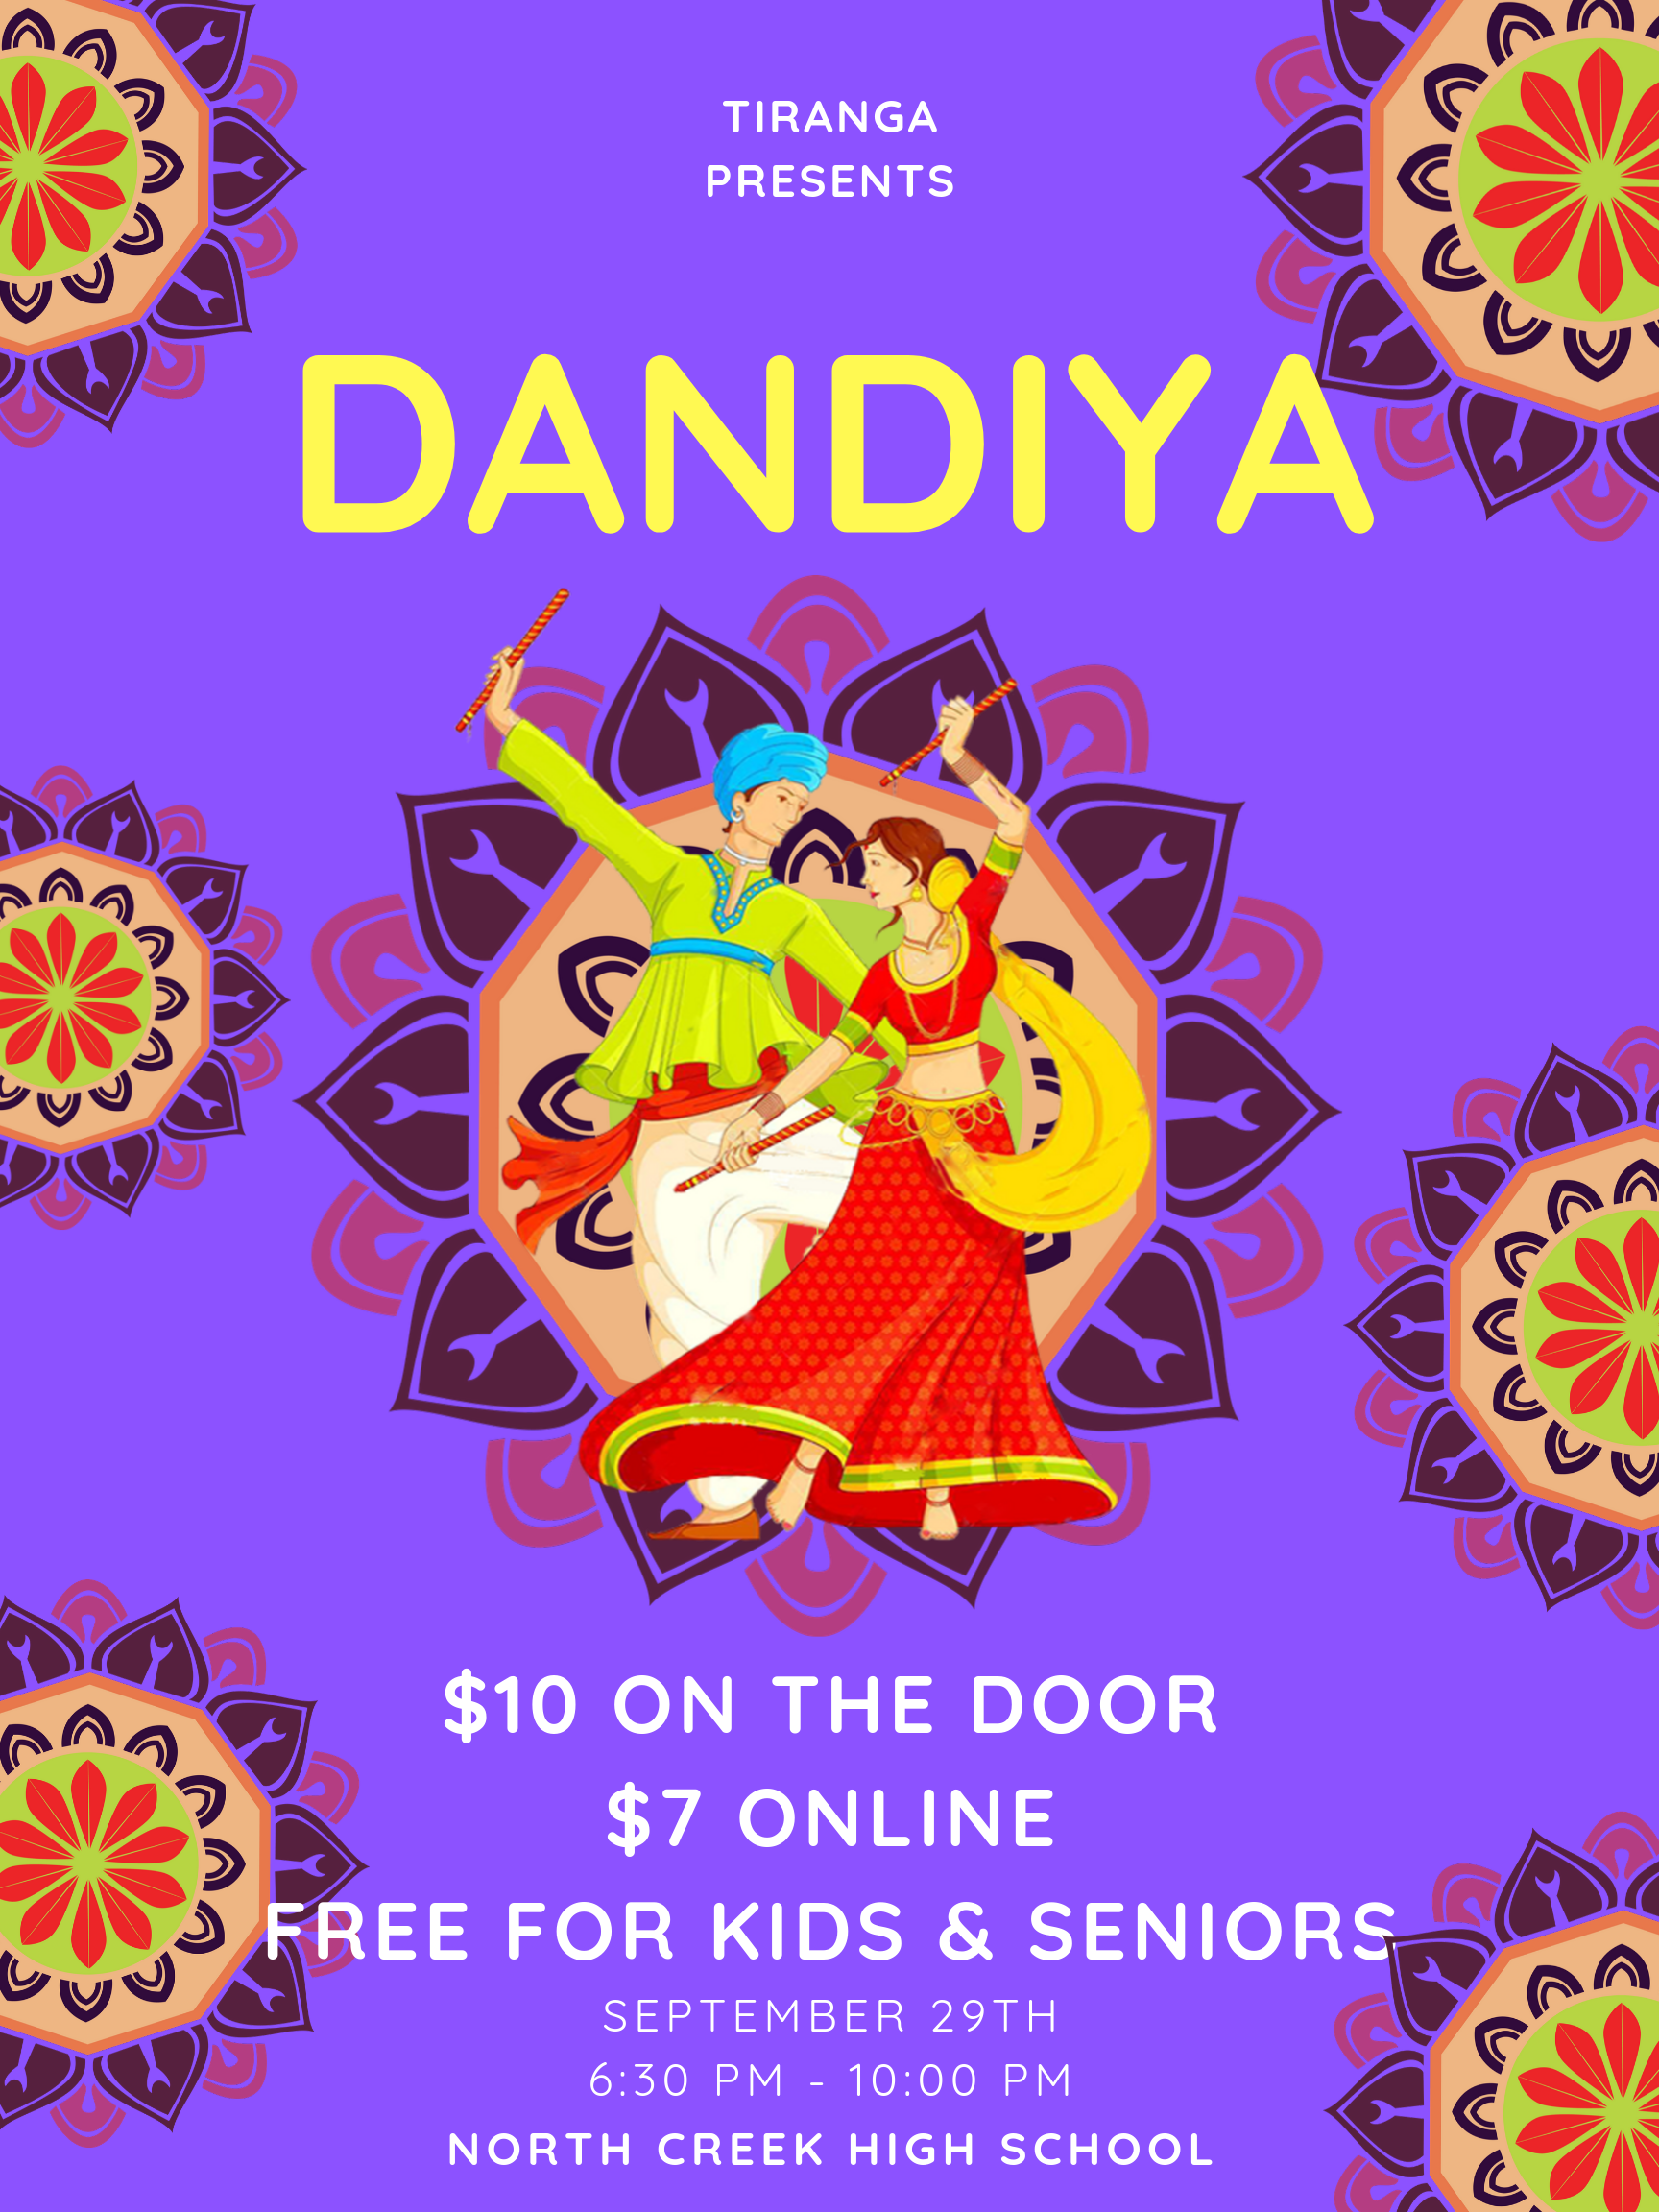 TIRANGA
PRESENTS
DANDIYA
$10 ON THE DOOR
$7 ONLINE
FREE FOR KIDS & SENIORS
SEPTEMBER 29TH
6:30 PM - 10:00 PM
NORTH CREEK HIGH SCHOOL